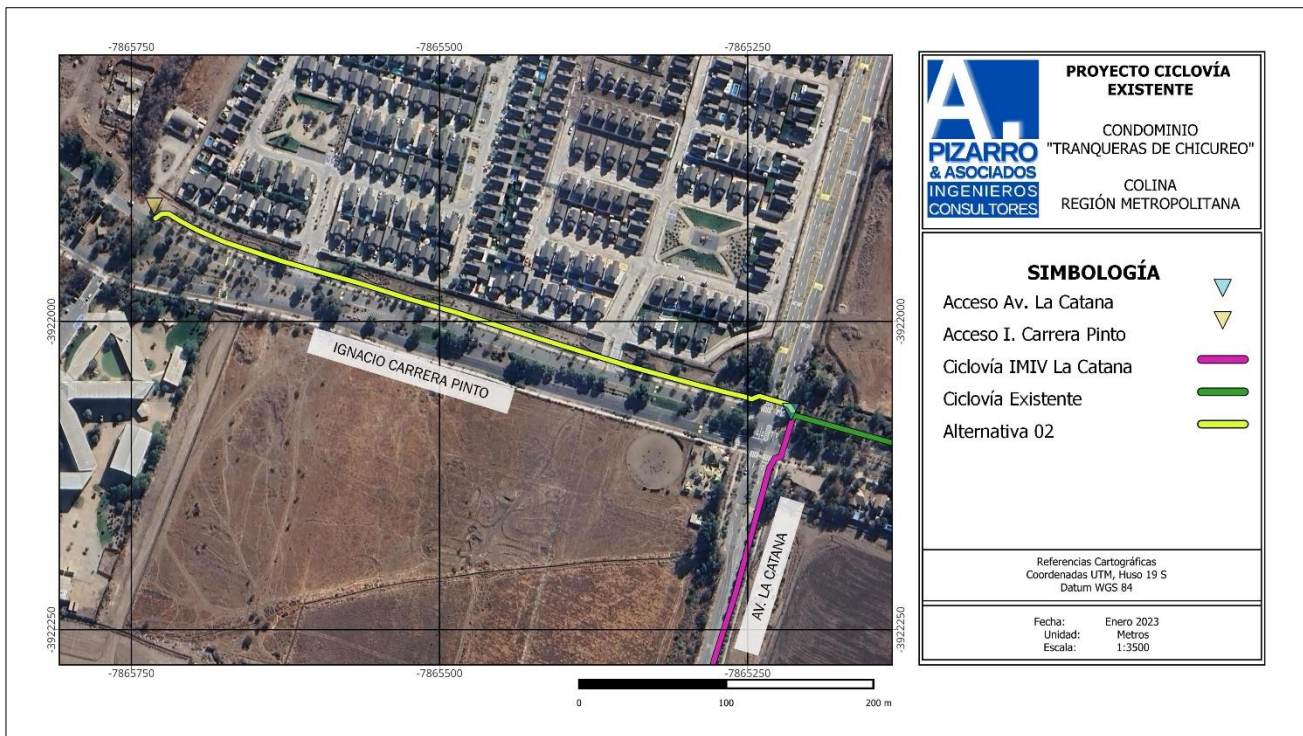 -7865750
-7865500
-7865250
-3922000
-3922250
-7865750
-7865500
-7865250
-3922000
-3922250
IGNACIO CARRERA PINTO
AV. LA CATANA
0
100
200 m
A.
PIZARRO
& ASOCIADOS
INGENIEROS
CONSULTORES
PROYECTO CICLOVÍA
EXISTENTE
CONDOMINIO
"TRANQUERAS DE CHICUREO"
COLINA
REGIÓN METROPOLITANA
SIMBOLOGÍA
Acceso Av. La Catana
Acceso I. Carrera Pinto
Ciclovía IMIV La Catana
Ciclovía Existente
Alternativa 02
Referencias Cartográficas
Coordenadas UTM, Huso 19 S
Datum WGS 84
Fecha: Enero 2023
Unidad: Metros
Escala: 1:3500